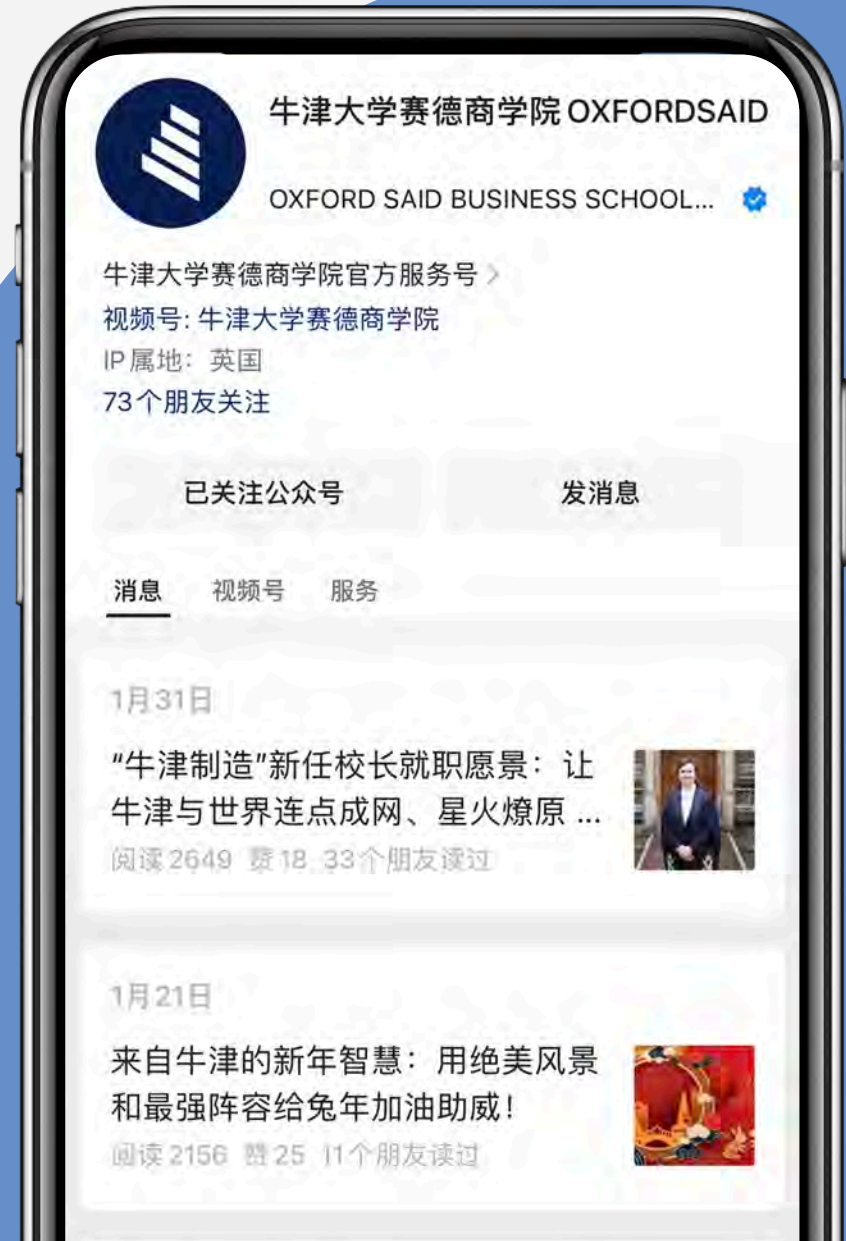 牛津大学赛德商学院 OXFORDSAID
OXFORD SAID BUSINESS SCHOOL...
牛津大学赛德商学院官方服务号 >
视频号: 牛津大学赛德商学院
IP属地：英国
73个朋友关注
已关注公众号 发消息
消息 视频号 服务
1月31日
“牛津制造”新任校长就职愿景：让
牛津与世界连点成网、星火燎原 ...
阅读 2649 赞 18 33个朋友读过
1月21日
来自牛津的新年智慧：用绝美风景
和最强阵容给兔年加油助威！
阅读 2156 赞 25 11个朋友读过